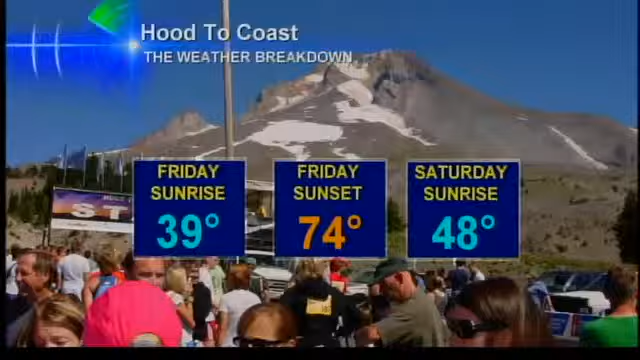 Hood To Coast
THE WEATHER BREAKDOWN
FRIDAY
SUNRISE
39°
FRIDAY
SUNSET
74°
SATURDAY
SUNRISE
48°